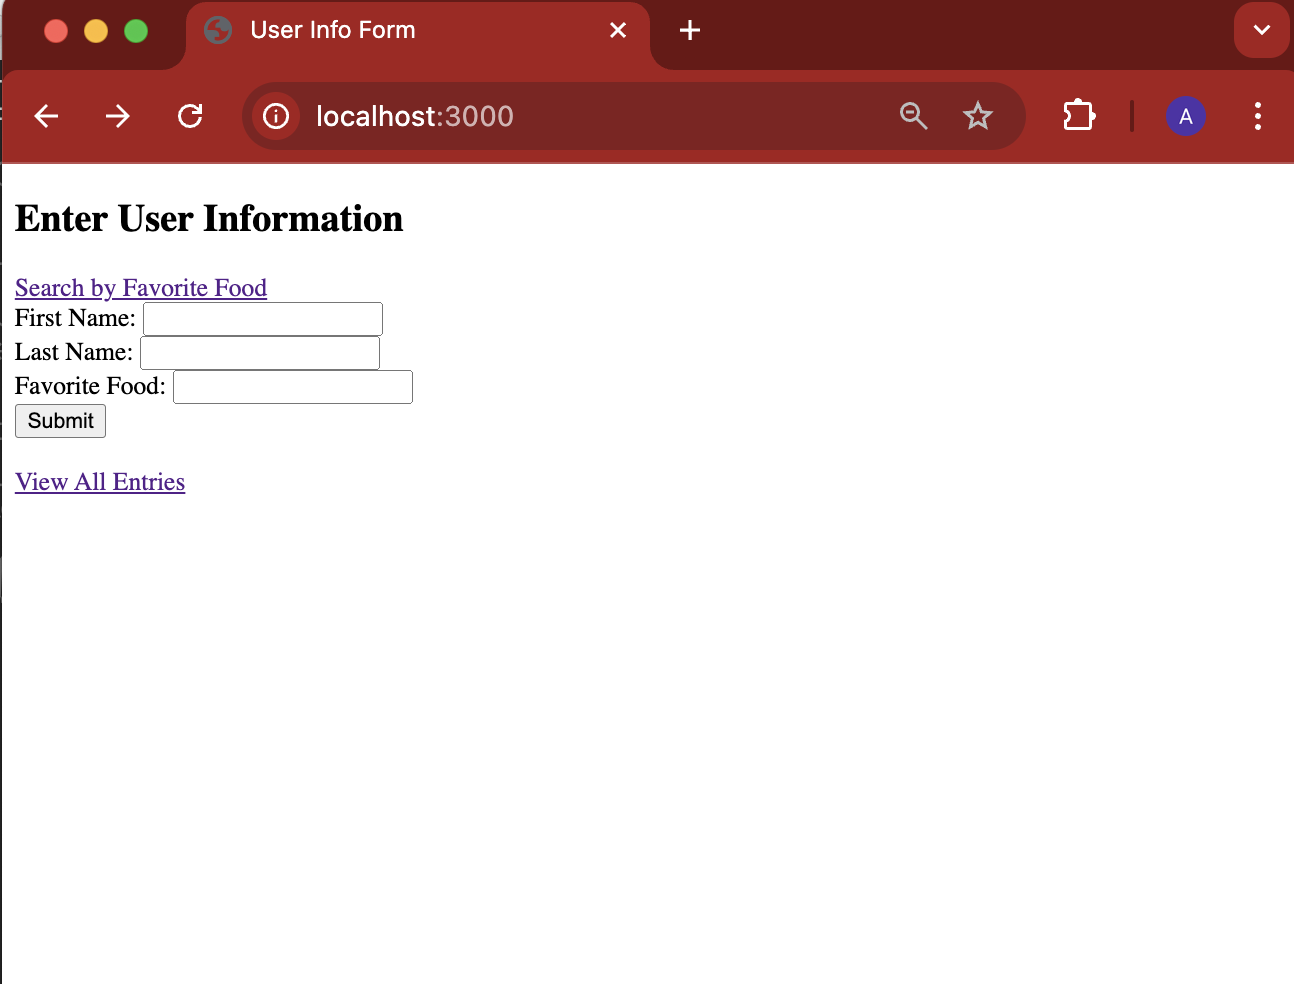 User Info Form
localhost:3000
A
Enter User Information
Search by Favorite Food
First Name:
Last Name:
Favorite Food:
Submit
View All Entries